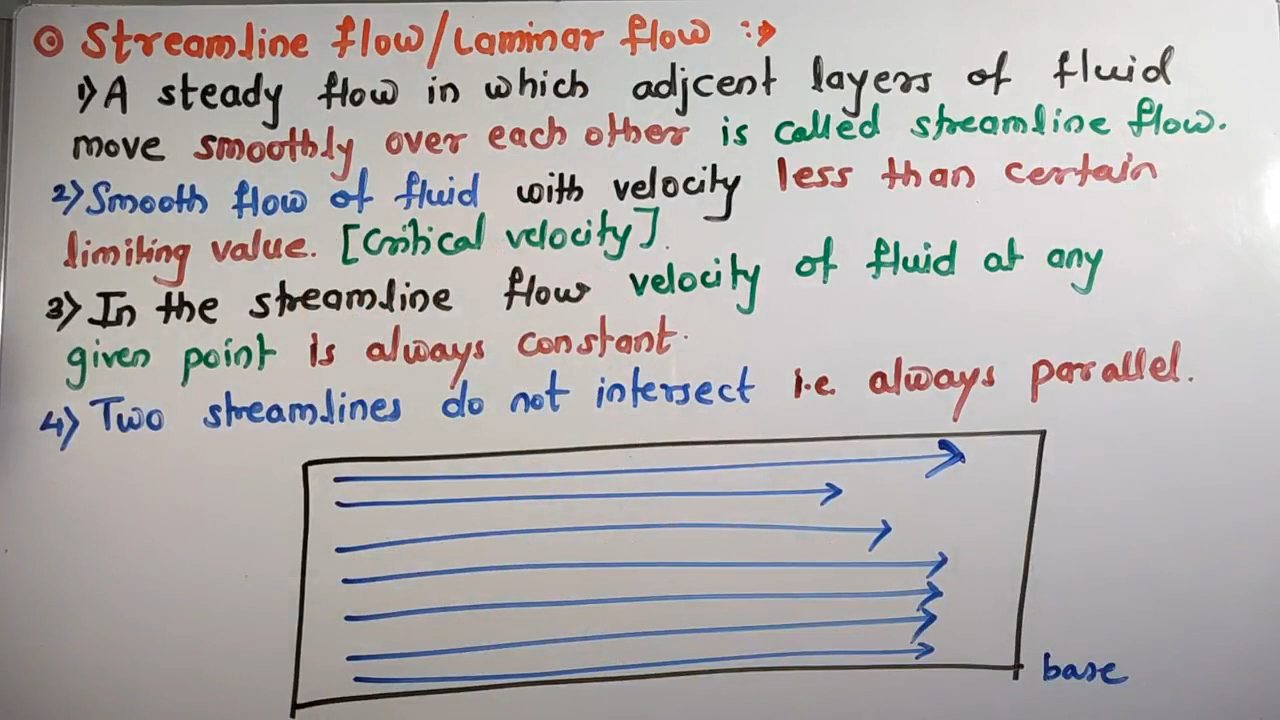 ⊙ Streamline flow/Laminar flow :→
1) A steady flow in which adjcent layers of fluid
move smoothly over each other is called streamline flow.
2) Smooth flow of fluid with velocity less than certain
limiting value. [Critical velocity].
3) In the streamline flow velocity of fluid at any
given point is always constant.
4) Two streamlines do not intersect i.e. always parallel.
base